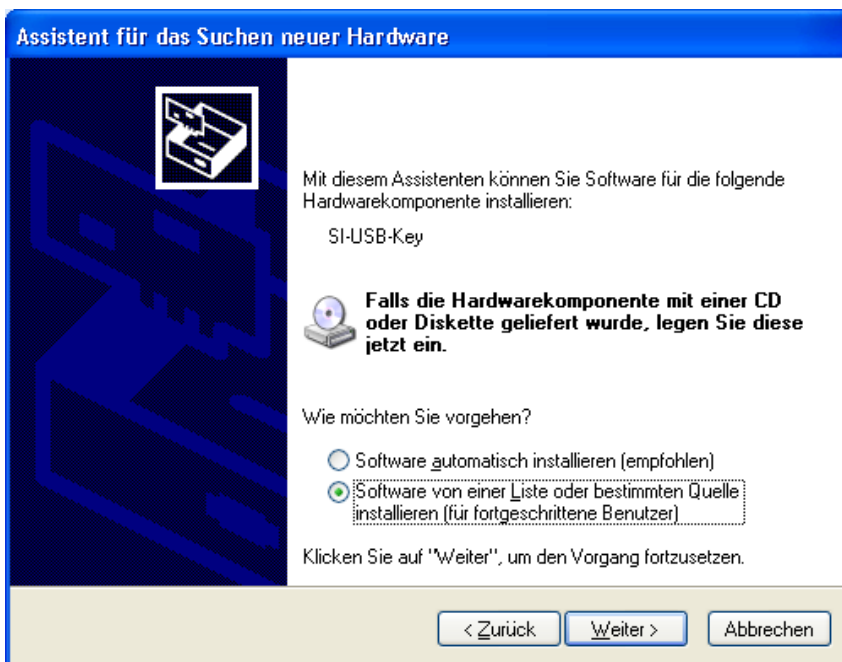 Assistent für das Suchen neuer Hardware
Mit diesem Assistenten können Sie Software für die folgende
Hardwarekomponente installieren:
SI-USB-Key
Falls die Hardwarekomponente mit einer CD
oder Diskette geliefert wurde, legen Sie diese
jetzt ein.
Wie möchten Sie vorgehen?
Software automatisch installieren (empfohlen)
Software von einer Liste oder bestimmten Quelle
installieren (für fortgeschrittene Benutzer)
Klicken Sie auf "Weiter", um den Vorgang fortzusetzen.
< Zurück Weiter > Abbrechen